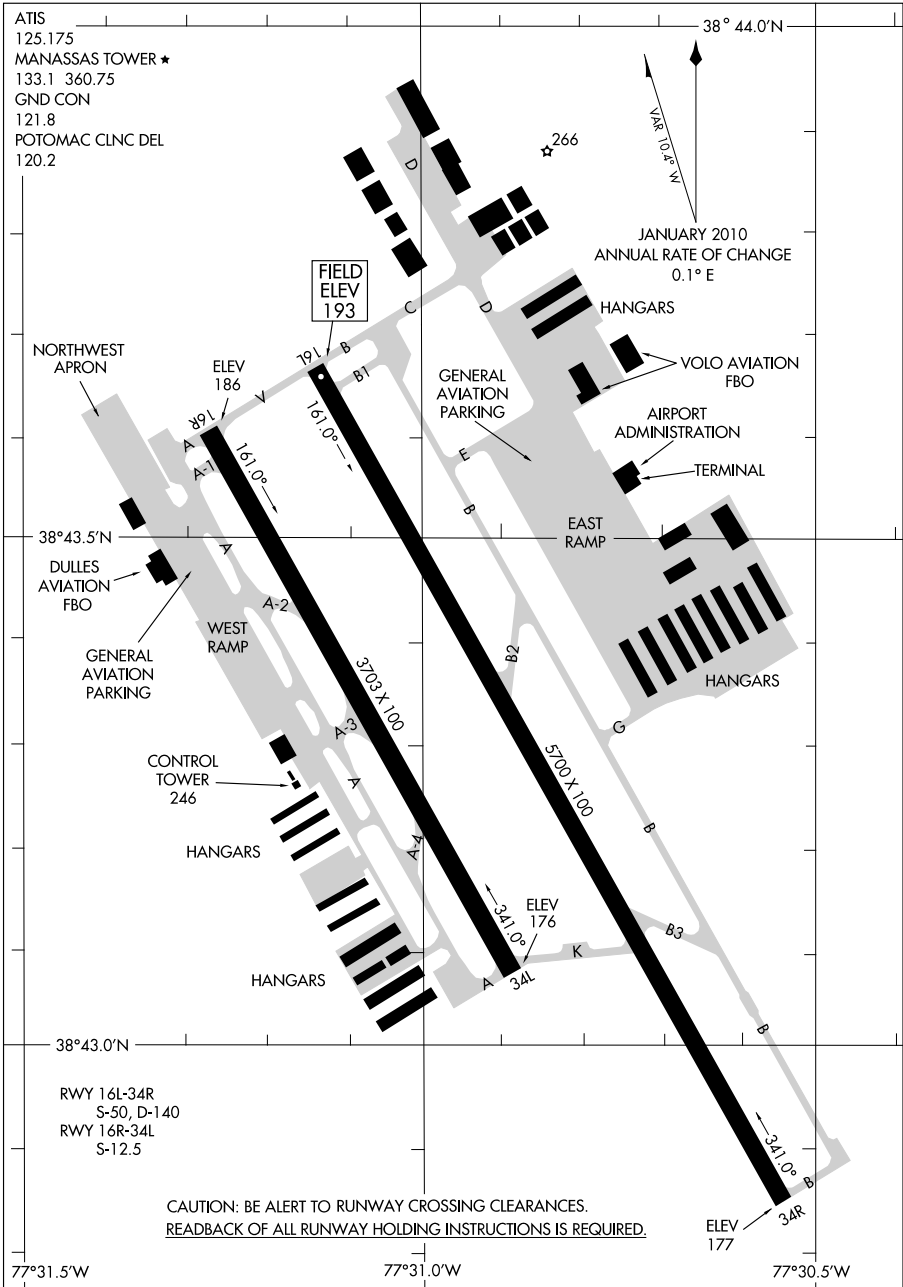 ATIS
125.175
MANASSAS TOWER ★
133.1 360.75
GND CON
121.8
POTOMAC CLNC DEL
120.2
38° 44.0'N
266
VAR 10.4° W
JANUARY 2010
ANNUAL RATE OF CHANGE
0.1° E
D
FIELD
ELEV
193
C
D
HANGARS
NORTHWEST
APRON
ELEV
186
16L
B
B1
V
16R
A
A-1
161.0°
161.0°
GENERAL
AVIATION
PARKING
VOLO AVIATION
FBO
AIRPORT
ADMINISTRATION
TERMINAL
E
B
EAST
RAMP
38°43.5'N
A
DULLES
AVIATION
FBO
A-2
WEST
RAMP
GENERAL
AVIATION
PARKING
B2
3703 X 100
HANGARS
G
A-3
CONTROL
TOWER
246
A
5700 X 100
B
HANGARS
A-4
341.0°
ELEV
176
B3
K
HANGARS
A
34L
B
38°43.0'N
RWY 16L-34R
S-50, D-140
RWY 16R-34L
S-12.5
341.0°
B
34R
CAUTION: BE ALERT TO RUNWAY CROSSING CLEARANCES.
READBACK OF ALL RUNWAY HOLDING INSTRUCTIONS IS REQUIRED.
ELEV
177
77°31.5'W
77°31.0'W
77°30.5'W